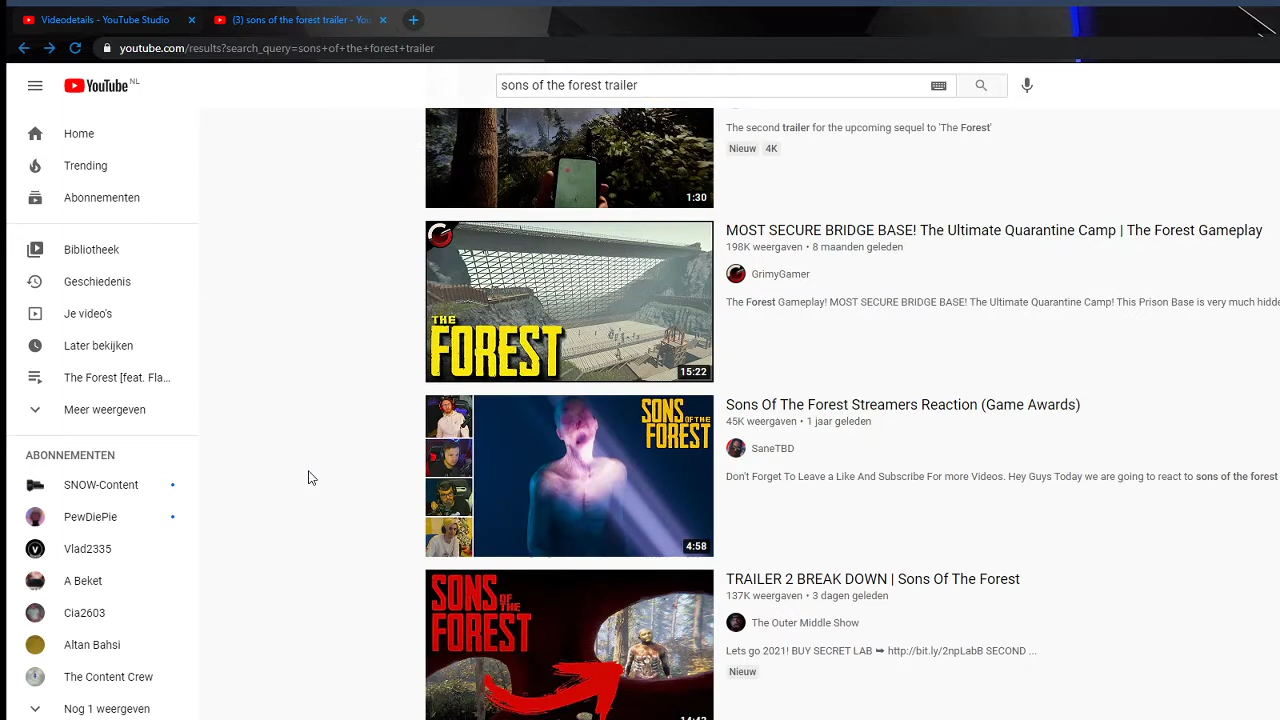 Videodetails - YouTube Studio
(3) sons of the forest trailer - You
youtube.com/results?search_query=sons+of+the+forest+trailer
YouTube NL
sons of the forest trailer
Home
Trending
Abonnementen
Bibliotheek
Geschiedenis
Je video's
Later bekijken
The Forest [feat. Fla...
Meer weergeven
ABONNEMENTEN
SNOW-Content
PewDiePie
Vlad2335
A Beket
Cia2603
Altan Bahsi
The Content Crew
Nog 1 weergeven
The second trailer for the upcoming sequel to 'The Forest'
Nieuw 4K
1:30
THE
FOREST
15:22
MOST SECURE BRIDGE BASE! The Ultimate Quarantine Camp | The Forest Gameplay
198K weergaven • 8 maanden geleden
GrimyGamer
The Forest Gameplay! MOST SECURE BRIDGE BASE! The Ultimate Quarantine Camp! This Prison Base is very much hidde
SONS OF THE
FOREST
4:58
Sons Of The Forest Streamers Reaction (Game Awards)
45K weergaven • 1 jaar geleden
SaneTBD
Don't Forget To Leave a Like And Subscribe For more Videos. Hey Guys Today we are going to react to sons of the forest
SONS OF THE
FOREST
TRAILER 2 BREAK DOWN | Sons Of The Forest
137K weergaven • 3 dagen geleden
The Outer Middle Show
Lets go 2021! BUY SECRET LAB ➥ http://bit.ly/2npLabB SECOND ...
Nieuw